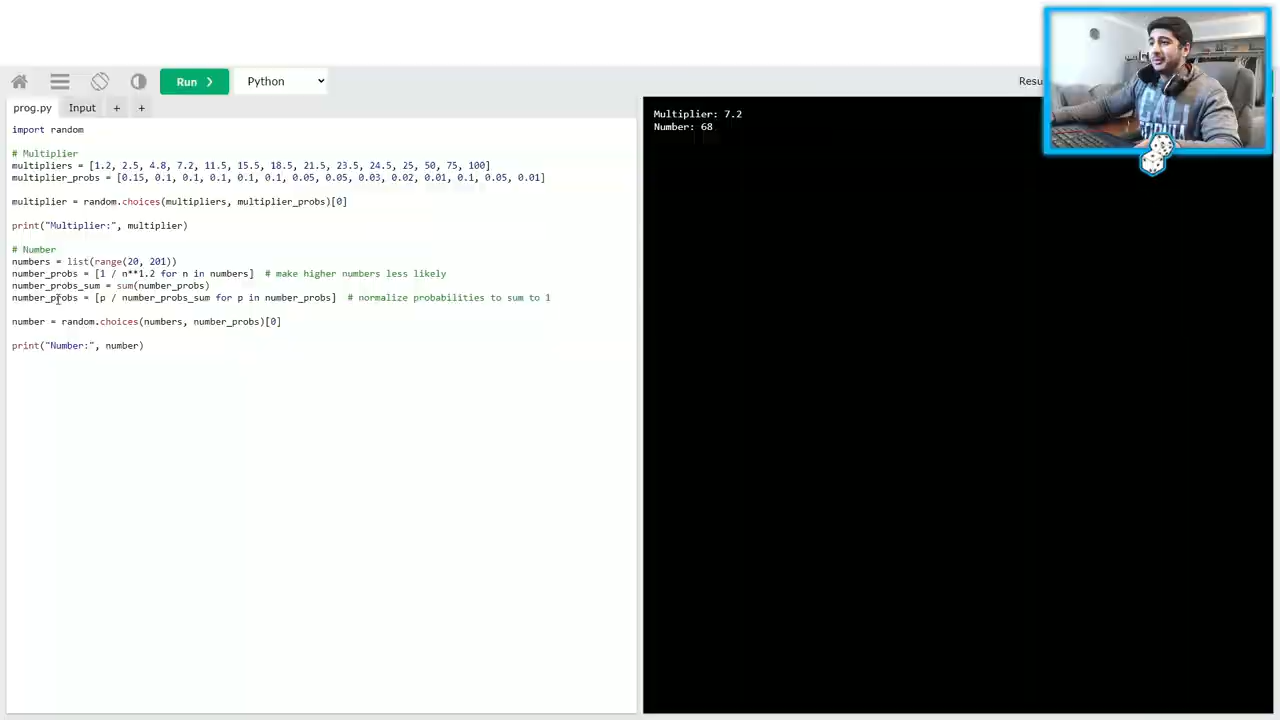 Run ❯
Python
Resu
prog.py
Input
+
+
import random
# Multiplier
multipliers = [1.2, 2.5, 4.8, 7.2, 11.5, 15.5, 18.5, 21.5, 23.5, 24.5, 25, 50, 75, 100]
multiplier_probs = [0.15, 0.1, 0.1, 0.1, 0.1, 0.1, 0.05, 0.05, 0.03, 0.02, 0.01, 0.1, 0.05, 0.01]
multiplier = random.choices(multipliers, multiplier_probs)[0]
print("Multiplier:", multiplier)
# Number
numbers = list(range(20, 201))
number_probs = [1 / n**1.2 for n in numbers]  # make higher numbers less likely
number_probs_sum = sum(number_probs)
number_probs = [p / number_probs_sum for p in number_probs]  # normalize probabilities to sum to 1
number = random.choices(numbers, number_probs)[0]
print("Number:", number)
Multiplier: 7.2
Number: 68